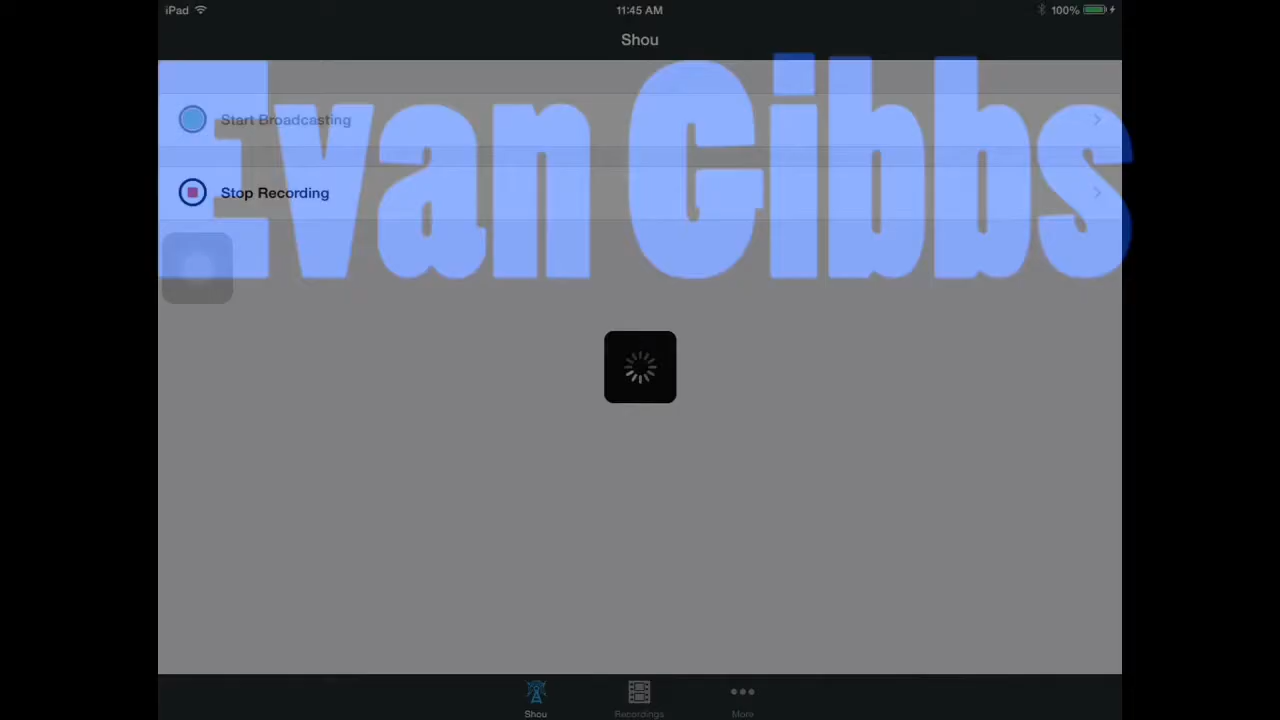 iPad 11:45 AM 100%
Shou
Evan Gibbs
Start Broadcasting
Stop Recording
Shou Recordings More